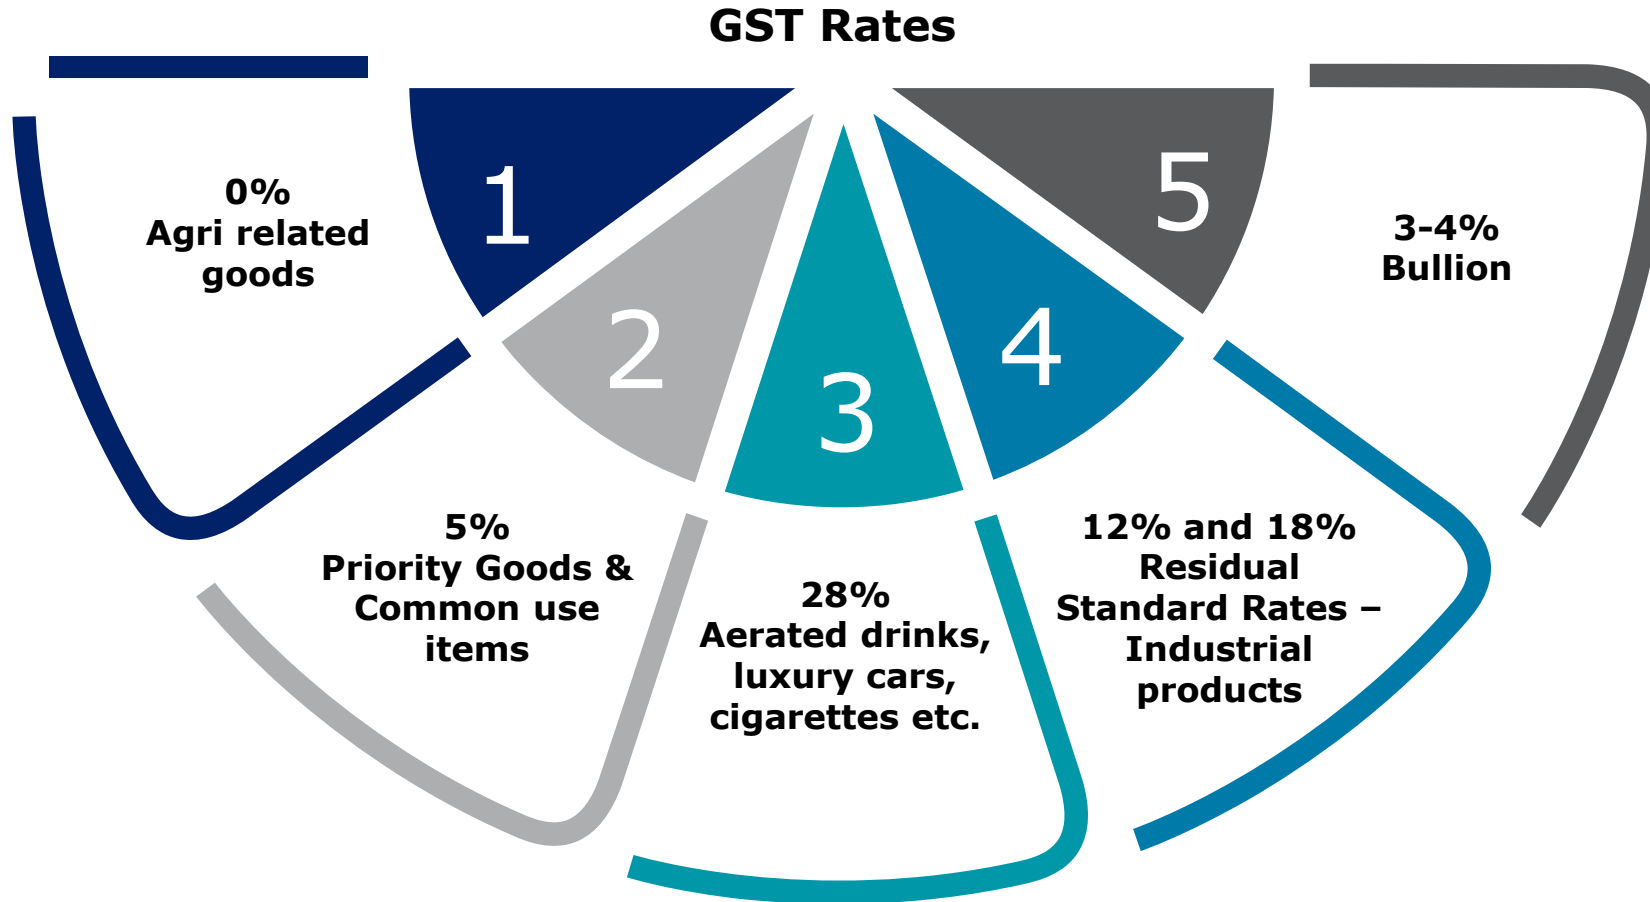 GST Rates
1
0%
Agri related
goods
2
5%
Priority Goods &
Common use
items
3
28%
Aerated drinks,
luxury cars,
cigarettes etc.
4
12% and 18%
Residual
Standard Rates –
Industrial
products
5
3-4%
Bullion